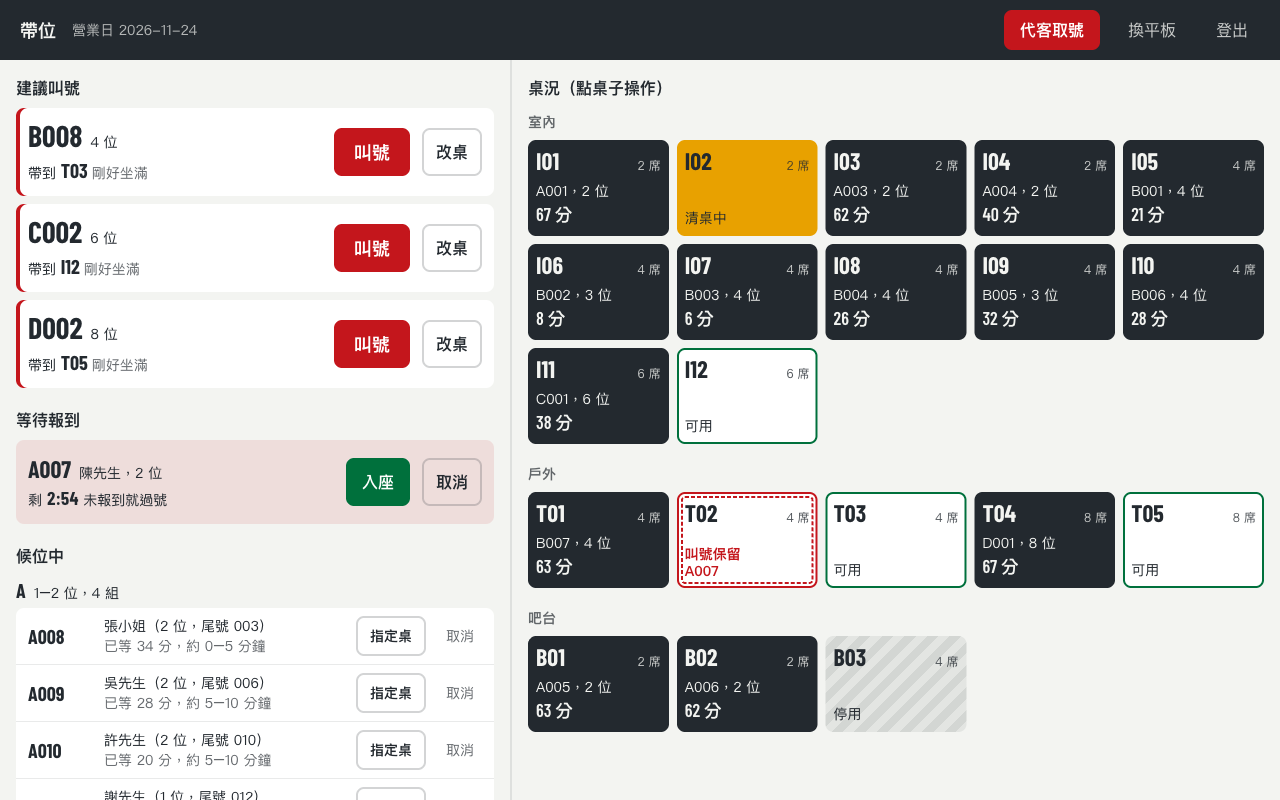 帶位 營業日 2026-11-24 代客取號 換平板 登出
建議叫號
B008 4 位
帶到 T03 剛好坐滿
叫號 改桌
C002 6 位
帶到 I12 剛好坐滿
叫號 改桌
D002 8 位
帶到 T05 剛好坐滿
叫號 改桌
等待報到
A007 陳先生，2 位
剩 2:54 未報到就過號
入座 取消
候位中
A 1–2 位，4 組
A008 張小姐（2 位，尾號 003）
已等 34 分，約 0–5 分鐘
指定桌 取消
A009 吳先生（2 位，尾號 006）
已等 28 分，約 5–10 分鐘
指定桌 取消
A010 許先生（2 位，尾號 010）
已等 20 分，約 5–10 分鐘
指定桌 取消
謝先生（1 位，尾號 012）
桌況（點桌子操作）
室內
I01 2 席
A001，2 位
67 分
I02 2 席
清桌中
I03 2 席
A003，2 位
62 分
I04 2 席
A004，2 位
40 分
I05 4 席
B001，4 位
21 分
I06 4 席
B002，3 位
8 分
I07 4 席
B003，4 位
6 分
I08 4 席
B004，4 位
26 分
I09 4 席
B005，3 位
32 分
I10 4 席
B006，4 位
28 分
I11 6 席
C001，6 位
38 分
I12 6 席
可用
戶外
T01 4 席
B007，4 位
63 分
T02 4 席
叫號保留
A007
T03 4 席
可用
T04 8 席
D001，8 位
67 分
T05 8 席
可用
吧台
B01 2 席
A005，2 位
63 分
B02 2 席
A006，2 位
62 分
B03 4 席
停用